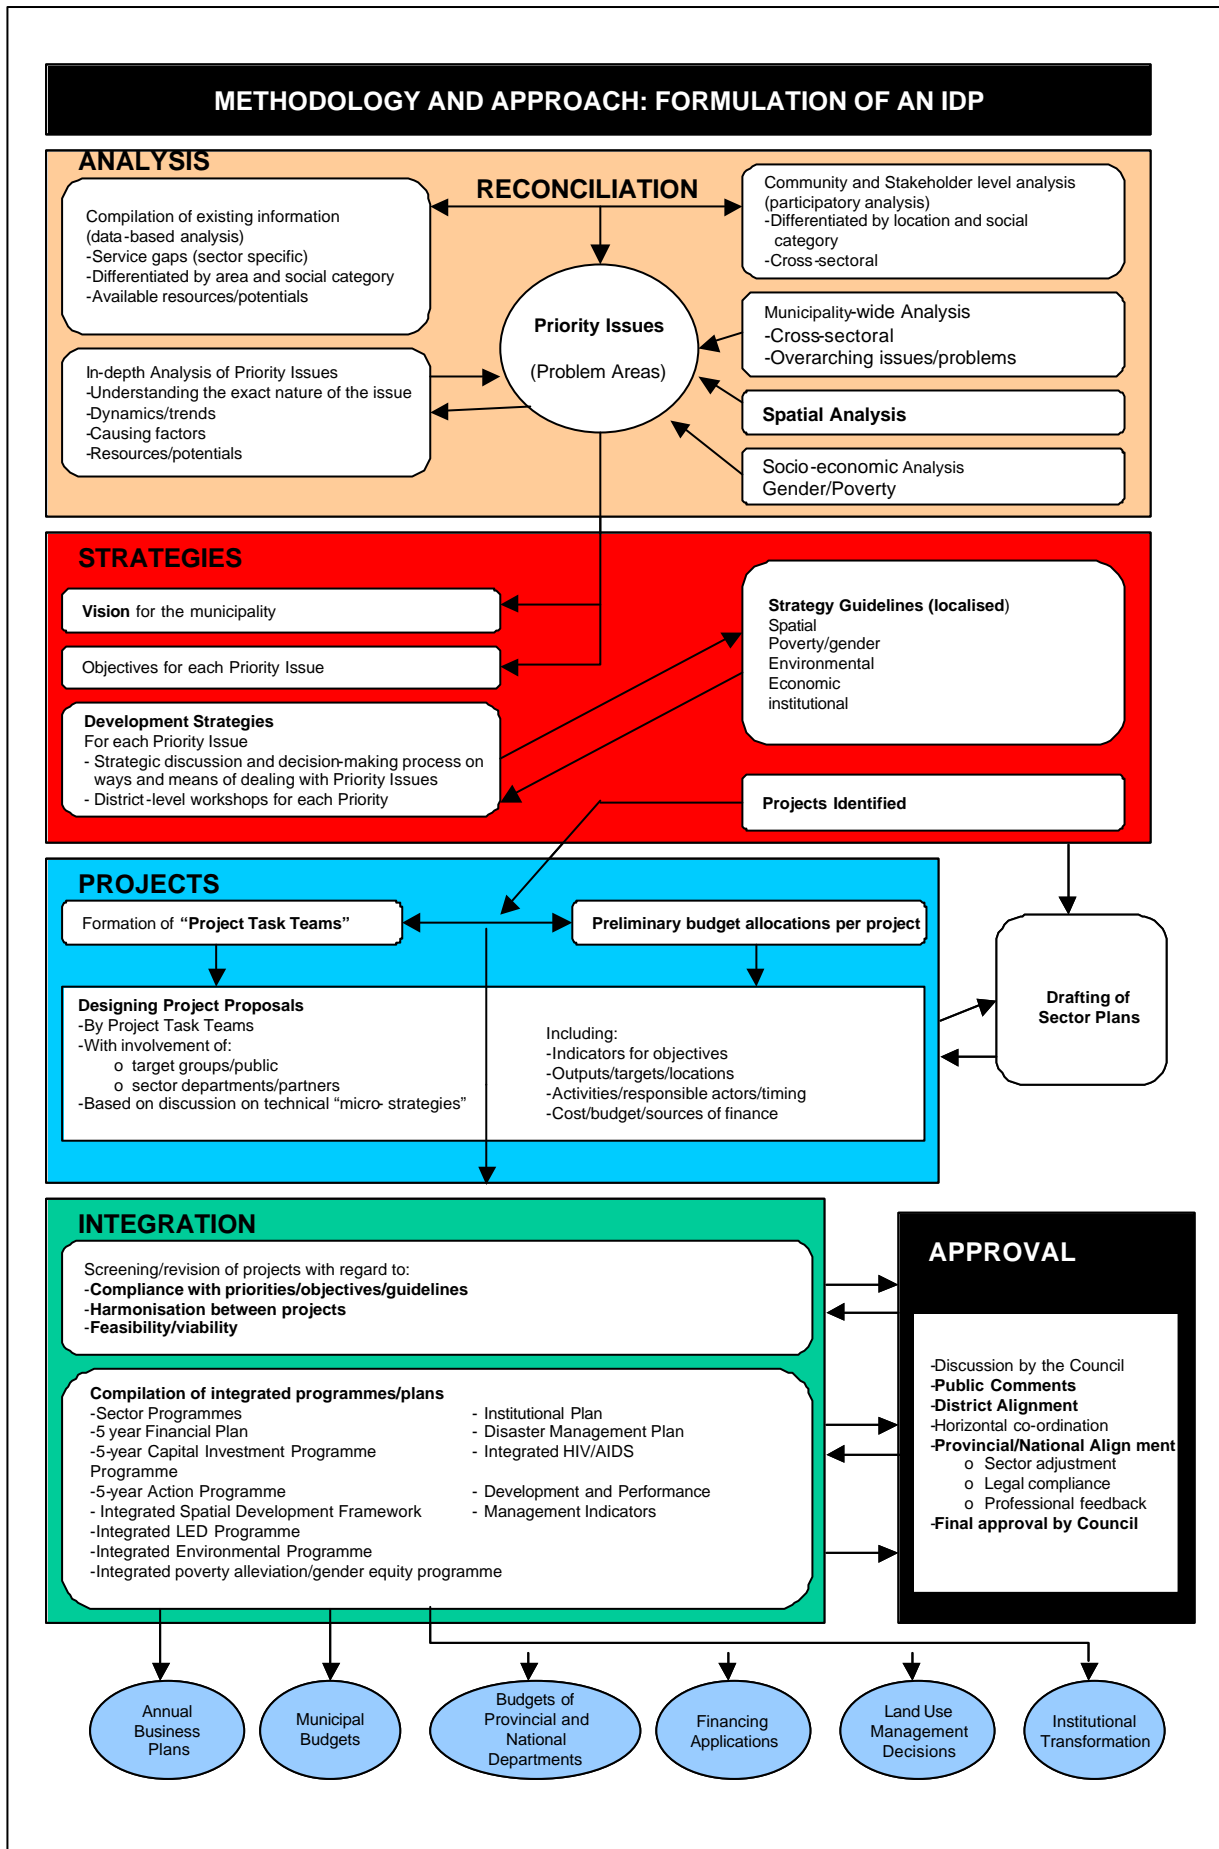 METHODOLOGY AND APPROACH: FORMULATION OF AN IDP
ANALYSIS
RECONCILIATION
Compilation of existing information
(data-based analysis)
-Service gaps (sector specific)
-Differentiated by area and social category
-Available resources/potentials
Community and Stakeholder level analysis
(participatory analysis)
-Differentiated by location and social
category
-Cross-sectoral
Priority Issues
(Problem Areas)
Municipality-wide Analysis
-Cross-sectoral
-Overarching issues/problems
In-depth Analysis of Priority Issues
-Understanding the exact nature of the issue
-Dynamics/trends
-Causing factors
-Resources/potentials
Spatial Analysis
Socio-economic Analysis
Gender/Poverty
STRATEGIES
Vision for the municipality
Objectives for each Priority Issue
Development Strategies
For each Priority Issue
- Strategic discussion and decision-making process on
ways and means of dealing with Priority Issues
- District-level workshops for each Priority
Strategy Guidelines (localised)
Spatial
Poverty/gender
Environmental
Economic
institutional
Projects Identified
PROJECTS
Formation of “Project Task Teams”
Preliminary budget allocations per project
Designing Project Proposals
-By Project Task Teams
-With involvement of:
o target groups/public
o sector departments/partners
-Based on discussion on technical “micro- strategies”
Including:
-Indicators for objectives
-Outputs/targets/locations
-Activities/responsible actors/timing
-Cost/budget/sources of finance
Drafting of
Sector Plans
INTEGRATION
Screening/revision of projects with regard to:
-Compliance with priorities/objectives/guidelines
-Harmonisation between projects
-Feasibility/viability
Compilation of integrated programmes/plans
-Sector Programmes - Institutional Plan
-5 year Financial Plan - Disaster Management Plan
-5-year Capital Investment Programme - Integrated HIV/AIDS
Programme
-5-year Action Programme - Development and Performance
- Integrated Spatial Development Framework - Management Indicators
-Integrated LED Programme
-Integrated Environmental Programme
-Integrated poverty alleviation/gender equity programme
APPROVAL
-Discussion by the Council
-Public Comments
-District Alignment
-Horizontal co-ordination
-Provincial/National Align ment
o Sector adjustment
o Legal compliance
o Professional feedback
-Final approval by Council
Annual
Business
Plans
Municipal
Budgets
Budgets of
Provincial and
National
Departments
Financing
Applications
Land Use
Management
Decisions
Institutional
Transformation